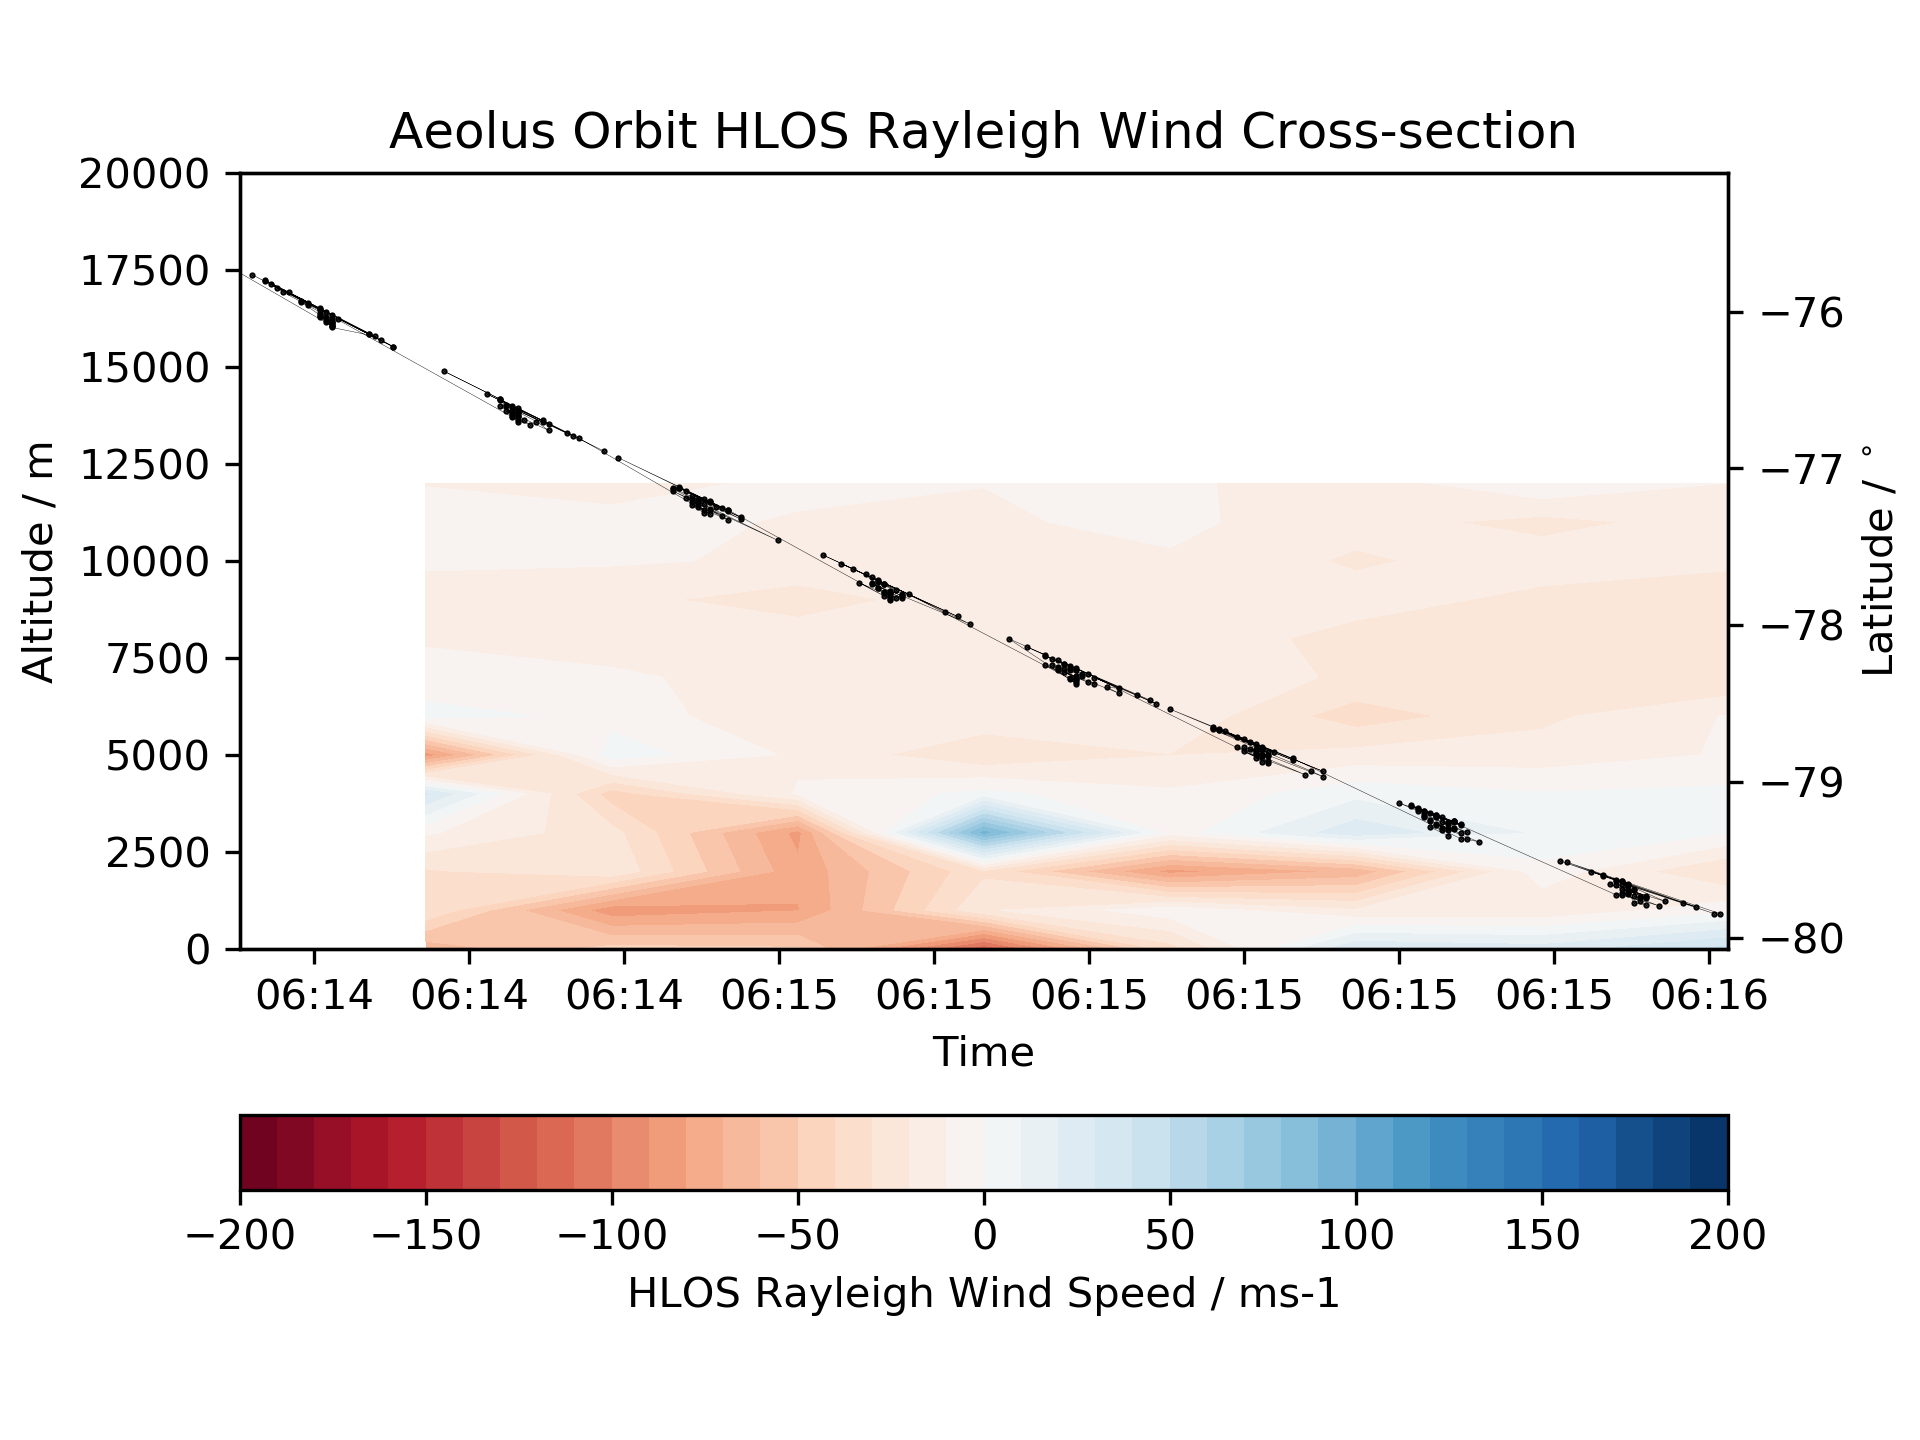 Aeolus Orbit HLOS Rayleigh Wind Cross-section
20000
17500
15000
12500
10000
7500
5000
2500
0
Altitude / m
−76
−77
−78
−79
−80
Latitude / °
06:14 06:14 06:14 06:15 06:15 06:15 06:15 06:15 06:15 06:16
Time
−200 −150 −100 −50 0 50 100 150 200
HLOS Rayleigh Wind Speed / ms-1